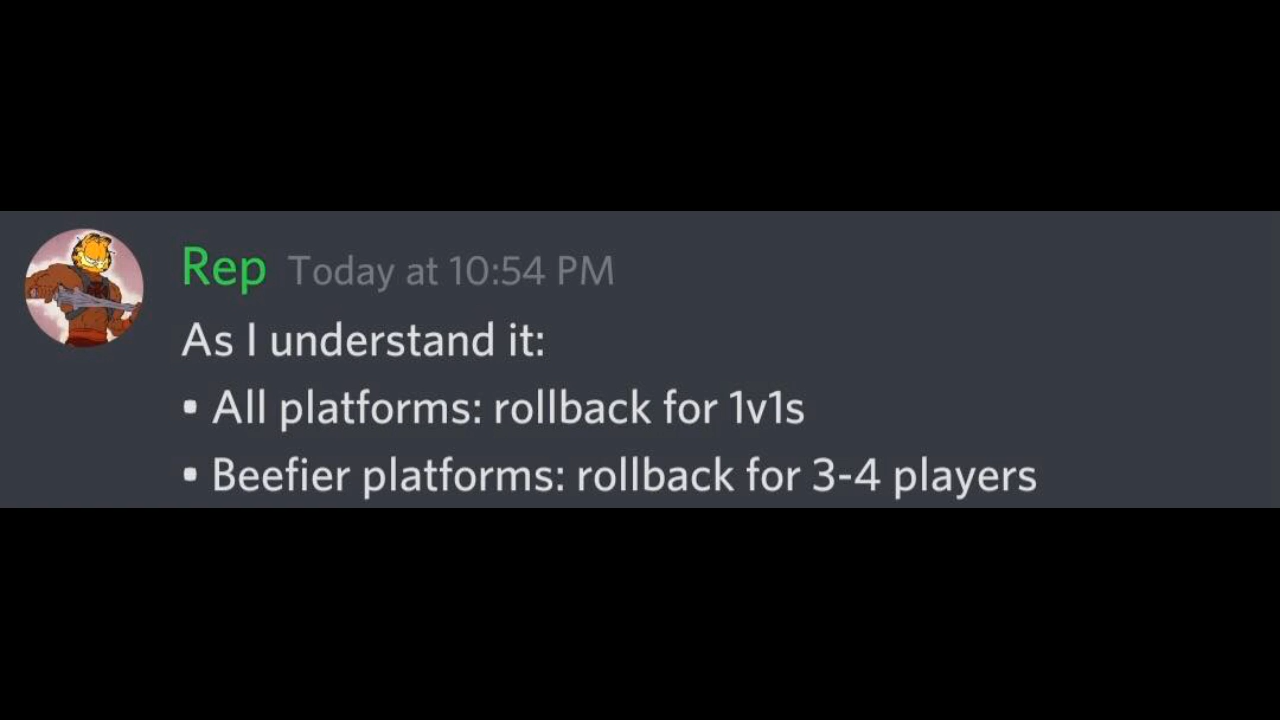 Rep Today at 10:54 PM
As I understand it:
• All platforms: rollback for 1v1s
• Beefier platforms: rollback for 3-4 players